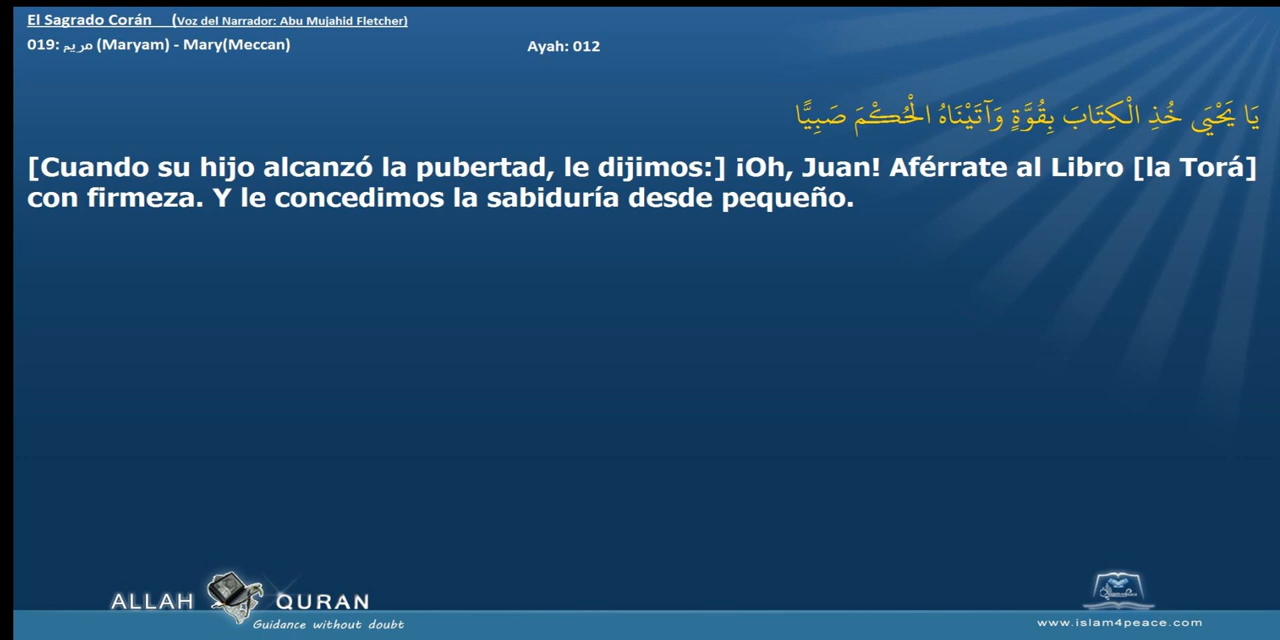 El Sagrado Corán (Voz del Narrador: Abu Mujahid Fletcher)
019: مريم (Maryam) - Mary(Meccan) Ayah: 012
يَا يَحْيَى خُذِ الْكِتَابَ بِقُوَّةٍ وَآتَيْنَاهُ الْحُكْمَ صَبِيًّا
[Cuando su hijo alcanzó la pubertad, le dijimos:] ¡Oh, Juan! Aférrate al Libro [la Torá]
con firmeza. Y le concedimos la sabiduría desde pequeño.
ALLAH QURAN
Guidance without doubt
www.islam4peace.com